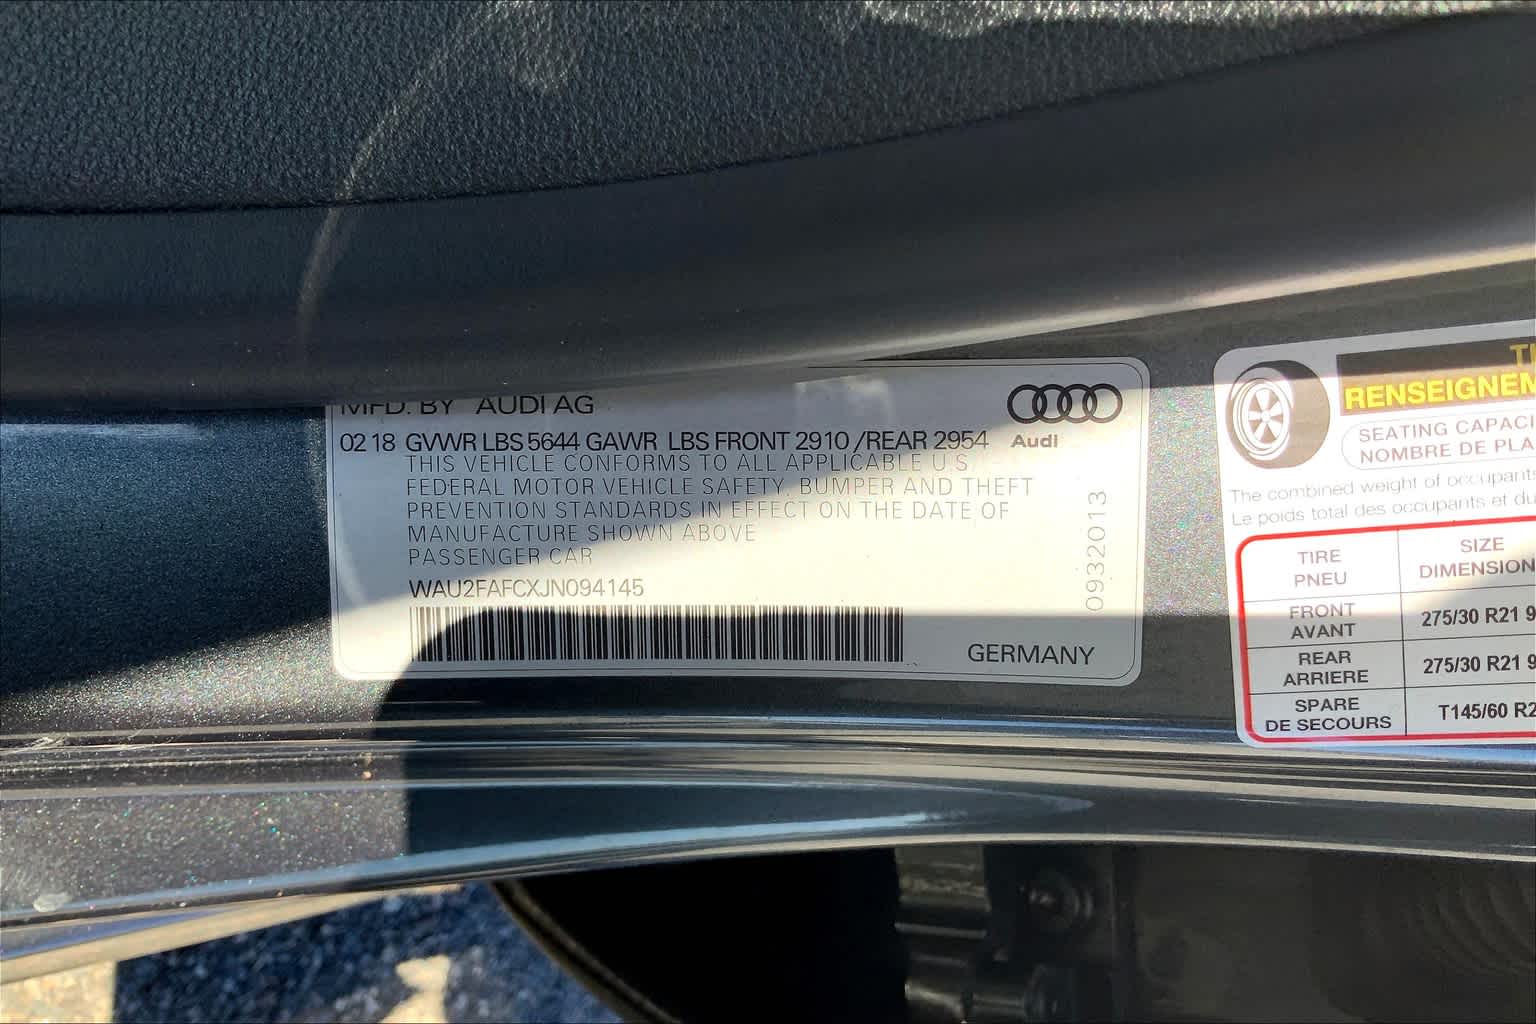 MFD. BY AUDI AG
02 18 GVWR LBS 5644 GAWR LBS FRONT 2910 /REAR 2954
Audi
THIS VEHICLE CONFORMS TO ALL APPLICABLE U.S.
FEDERAL MOTOR VEHICLE SAFETY, BUMPER AND THEFT
PREVENTION STANDARDS IN EFFECT ON THE DATE OF
MANUFACTURE SHOWN ABOVE
PASSENGER CAR
WAU2FAFCXJN094145
0932013
GERMANY
RENSEIGNEM
SEATING CAPACI
NOMBRE DE PLA
The combined weight of occupant
Le poids total des occupants et du
TIRE
PNEU
SIZE
DIMENSION
FRONT
AVANT
275/30 R21 9
REAR
ARRIERE
275/30 R21 9
SPARE
DE SECOURS
T145/60 R2